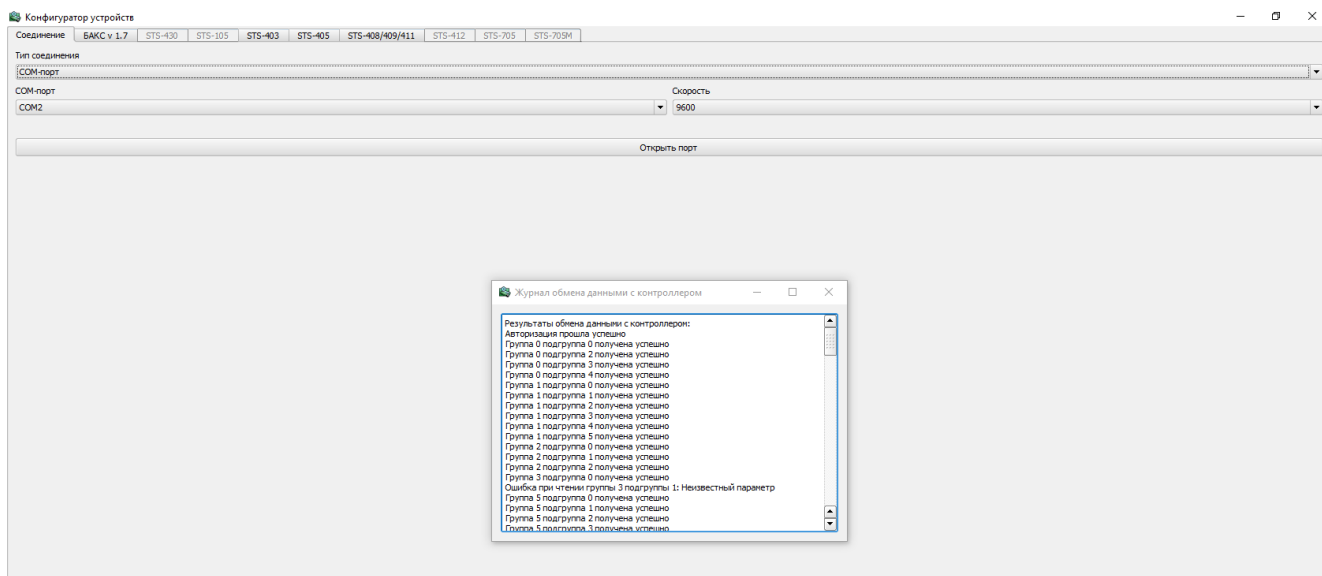 Конфигуратор устройств
Соединение БАКС v 1.7 STS-430 STS-105 STS-403 STS-405 STS-408/409/411 STS-412 STS-705 STS-705М
Тип соединения
COM-порт
COM-порт Скорость
COM2 9600
Открыть порт
Журнал обмена данными с контроллером
Результаты обмена данными с контроллером:
Авторизация прошла успешно
Группа 0 подгруппа 0 получена успешно
Группа 0 подгруппа 2 получена успешно
Группа 0 подгруппа 3 получена успешно
Группа 0 подгруппа 4 получена успешно
Группа 1 подгруппа 0 получена успешно
Группа 1 подгруппа 1 получена успешно
Группа 1 подгруппа 2 получена успешно
Группа 1 подгруппа 3 получена успешно
Группа 1 подгруппа 4 получена успешно
Группа 1 подгруппа 5 получена успешно
Группа 2 подгруппа 0 получена успешно
Группа 2 подгруппа 1 получена успешно
Группа 2 подгруппа 2 получена успешно
Группа 3 подгруппа 0 получена успешно
Ошибка при чтении группы 3 подгруппы 1: Неизвестный параметр
Группа 5 подгруппа 0 получена успешно
Группа 5 подгруппа 1 получена успешно
Группа 5 подгруппа 2 получена успешно
Группа 5 подгруппа 3 получена успешно